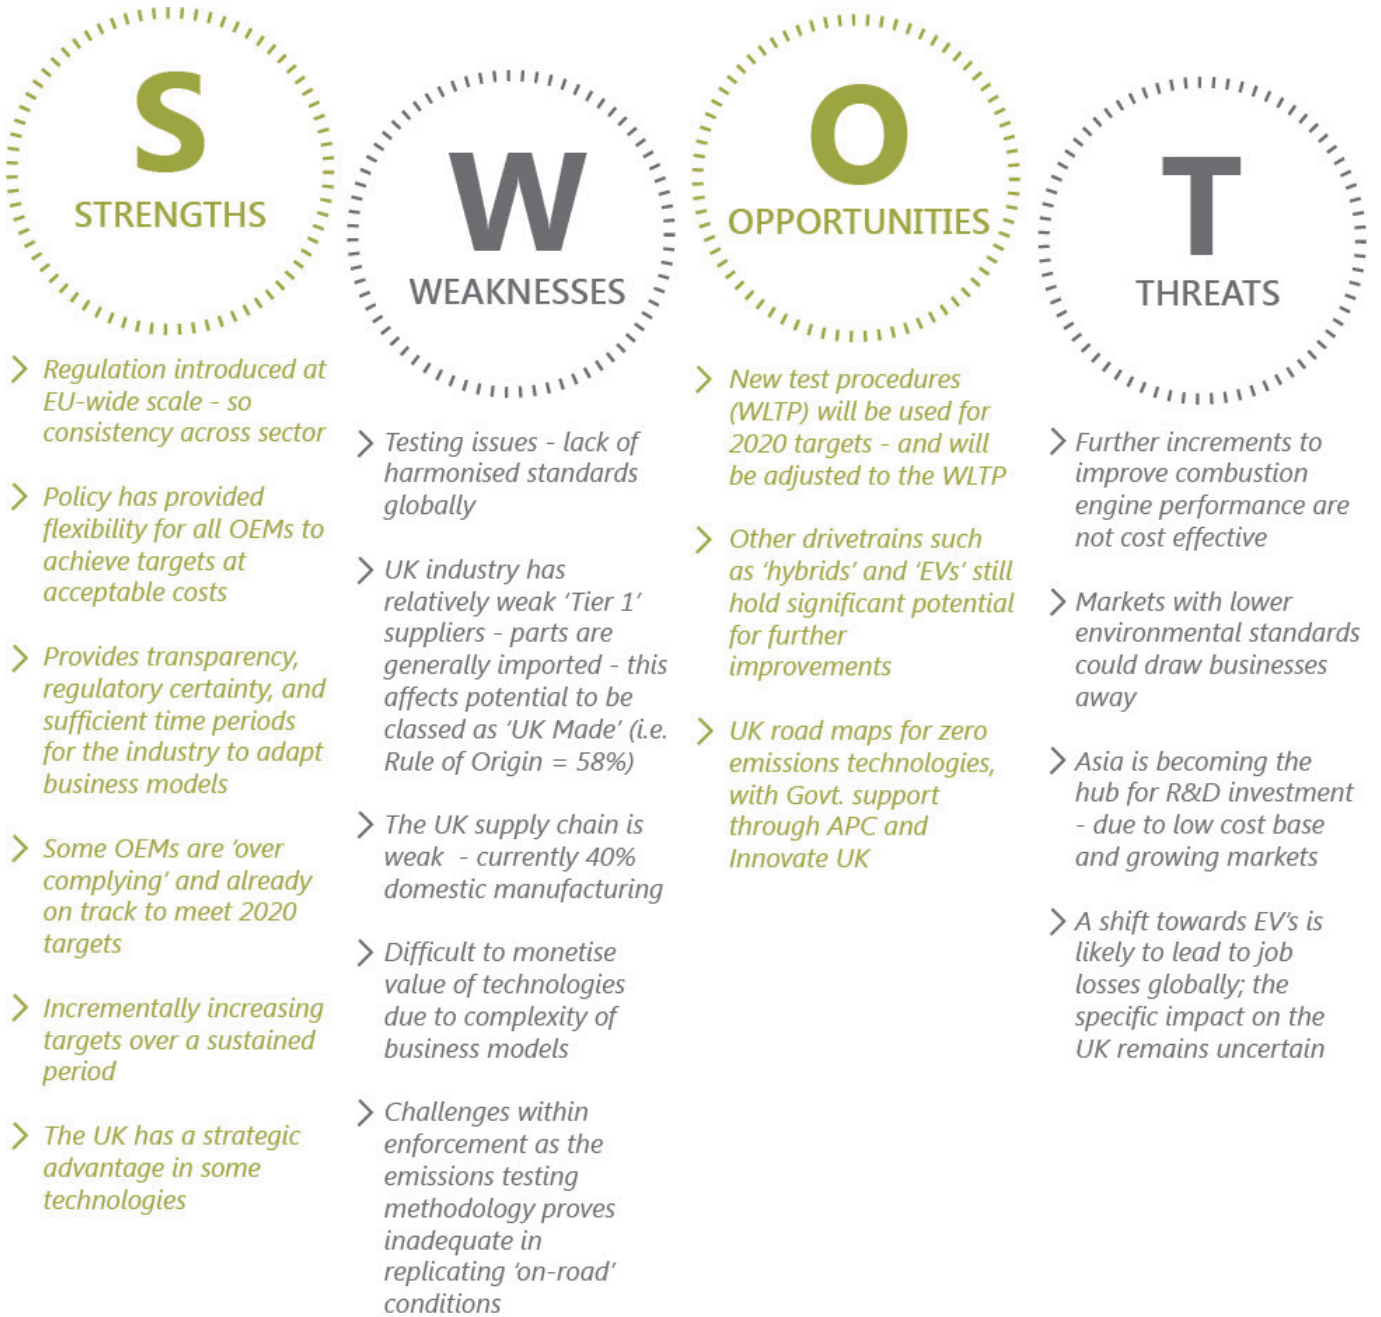 S
STRENGTHS
Regulation introduced at
EU-wide scale - so
consistency across sector
Policy has provided
flexibility for all OEMs to
achieve targets at
acceptable costs
Provides transparency,
regulatory certainty, and
sufficient time periods
for the industry to adapt
business models
Some OEMs are ‘over
complying’ and already
on track to meet 2020
targets
Incrementally increasing
targets over a sustained
period
The UK has a strategic
advantage in some
technologies
W
WEAKNESSES
Testing issues - lack of
harmonised standards
globally
UK industry has
relatively weak ‘Tier 1’
suppliers - parts are
generally imported - this
affects potential to be
classed as ‘UK Made’ (i.e.
Rule of Origin = 58%)
The UK supply chain is
weak - currently 40%
domestic manufacturing
Difficult to monetise
value of technologies
due to complexity of
business models
Challenges within
enforcement as the
emissions testing
methodology proves
inadequate in
replicating ‘on-road’
conditions
O
OPPORTUNITIES
New test procedures
(WLTP) will be used for
2020 targets - and will
be adjusted to the WLTP
Other drivetrains such
as ‘hybrids’ and ‘EVs’ still
hold significant potential
for further
improvements
UK road maps for zero
emissions technologies,
with Govt. support
through APC and
Innovate UK
T
THREATS
Further increments to
improve combustion
engine performance are
not cost effective
Markets with lower
environmental standards
could draw businesses
away
Asia is becoming the
hub for R&D investment
- due to low cost base
and growing markets
A shift towards EV’s is
likely to lead to job
losses globally; the
specific impact on the
UK remains uncertain